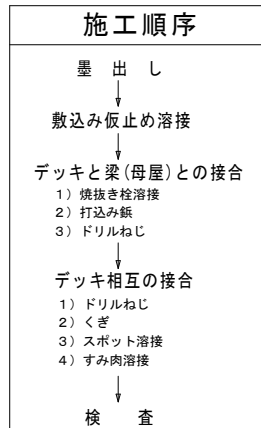 施工順序
墨出し
敷込み仮止め溶接
デッキと梁(母屋)との接合
1）焼抜き栓溶接
2）打込み鋲
3）ドリルねじ
デッキ相互の接合
1）ドリルねじ
2）くぎ
3）スポット溶接
4）すみ肉溶接
検査